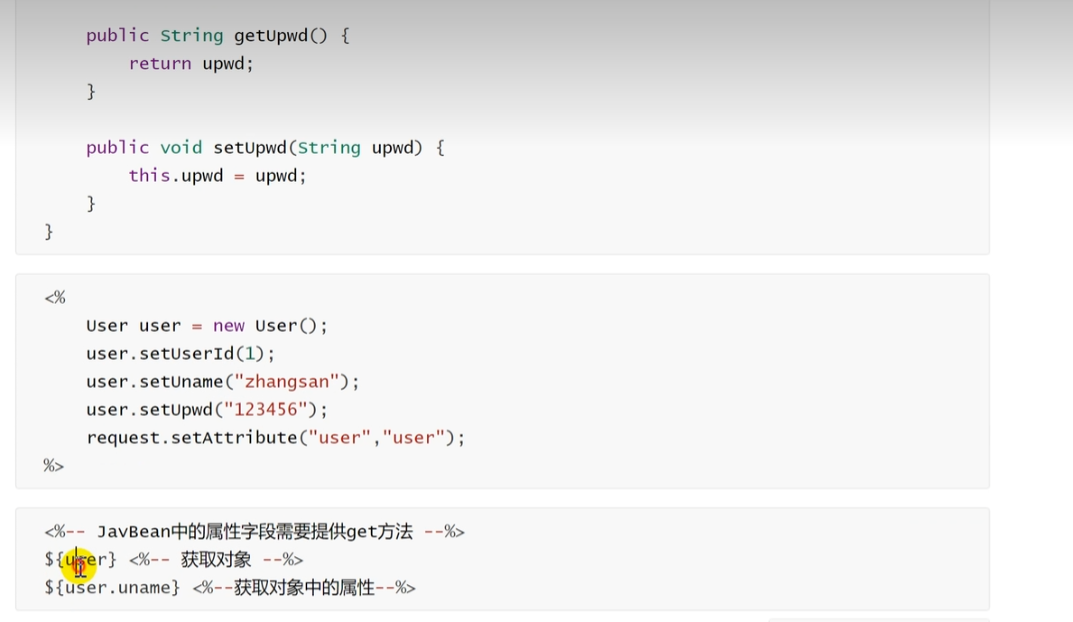 public String getUpwd() {
return upwd;
}
public void setUpwd(String upwd) {
this.upwd = upwd;
}
}
<%
User user = new User();
user.setUserId(1);
user.setUname("zhangsan");
user.setUpwd("123456");
request.setAttribute("user","user");
%>
<%-- JavBean中的属性字段需要提供get方法 --%>
${user} <%-- 获取对象 --%>
${user.uname} <%--获取对象中的属性--%>